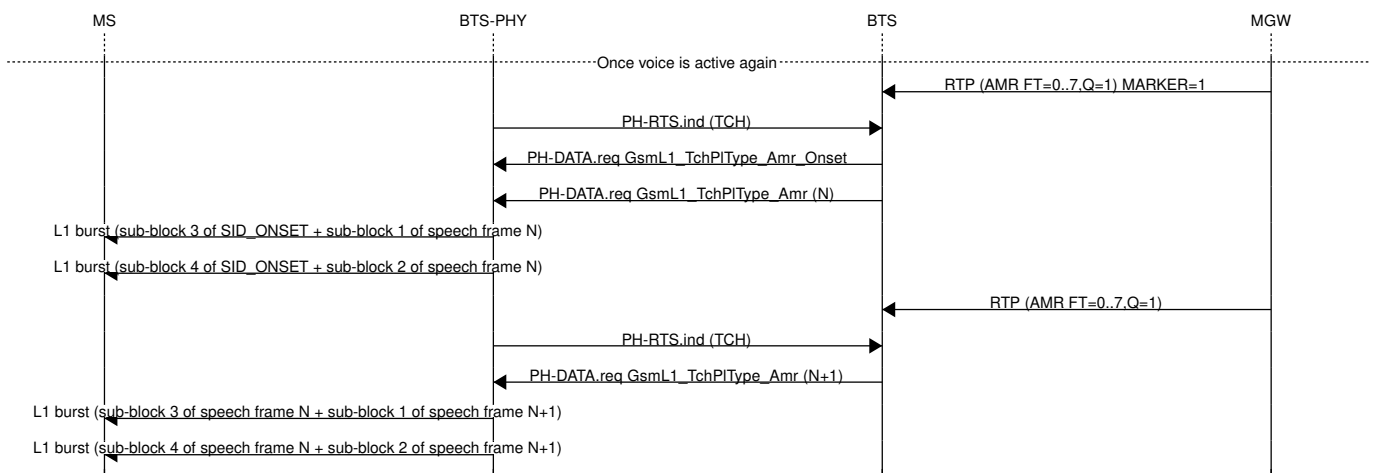 MS BTS-PHY BTS MGW
Once voice is active again
RTP (AMR FT=0..7,Q=1) MARKER=1
PH-RTS.ind (TCH)
PH-DATA.req GsmL1_TchPlType_Amr_Onset
PH-DATA.req GsmL1_TchPlType_Amr (N)
L1 burst (sub-block 3 of SID_ONSET + sub-block 1 of speech frame N)
L1 burst (sub-block 4 of SID_ONSET + sub-block 2 of speech frame N)
RTP (AMR FT=0..7,Q=1)
PH-RTS.ind (TCH)
PH-DATA.req GsmL1_TchPlType_Amr (N+1)
L1 burst (sub-block 3 of speech frame N + sub-block 1 of speech frame N+1)
L1 burst (sub-block 4 of speech frame N + sub-block 2 of speech frame N+1)